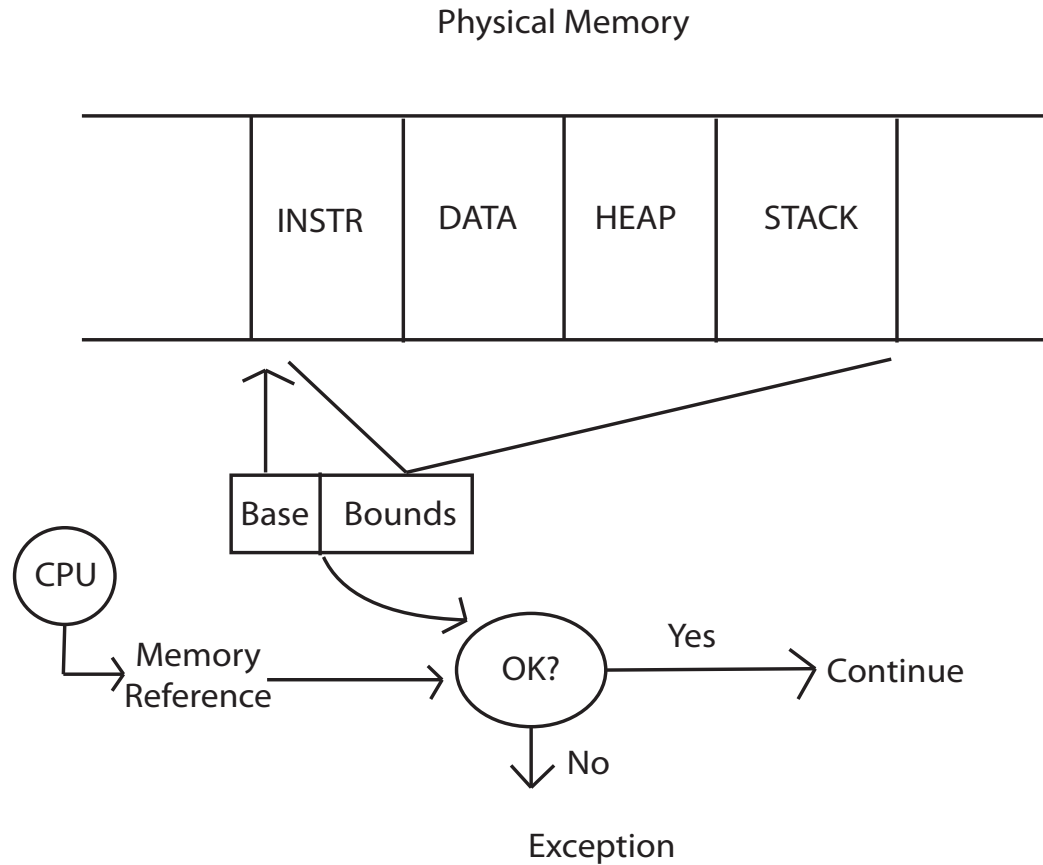 Physical Memory
INSTR
DATA
HEAP
STACK
Base
Bounds
CPU
Memory
Reference
OK?
Yes
Continue
No
Exception